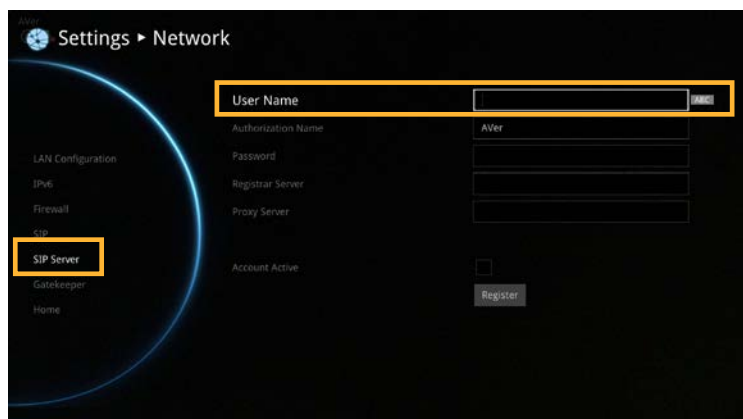 AVer
Settings ▸ Network
User Name
ABC
Authorization Name
AVer
LAN Configuration
Password
IPv6
Registrar Server
Firewall
Proxy Server
SIP
SIP Server
Account Active
Gatekeeper
Register
Home